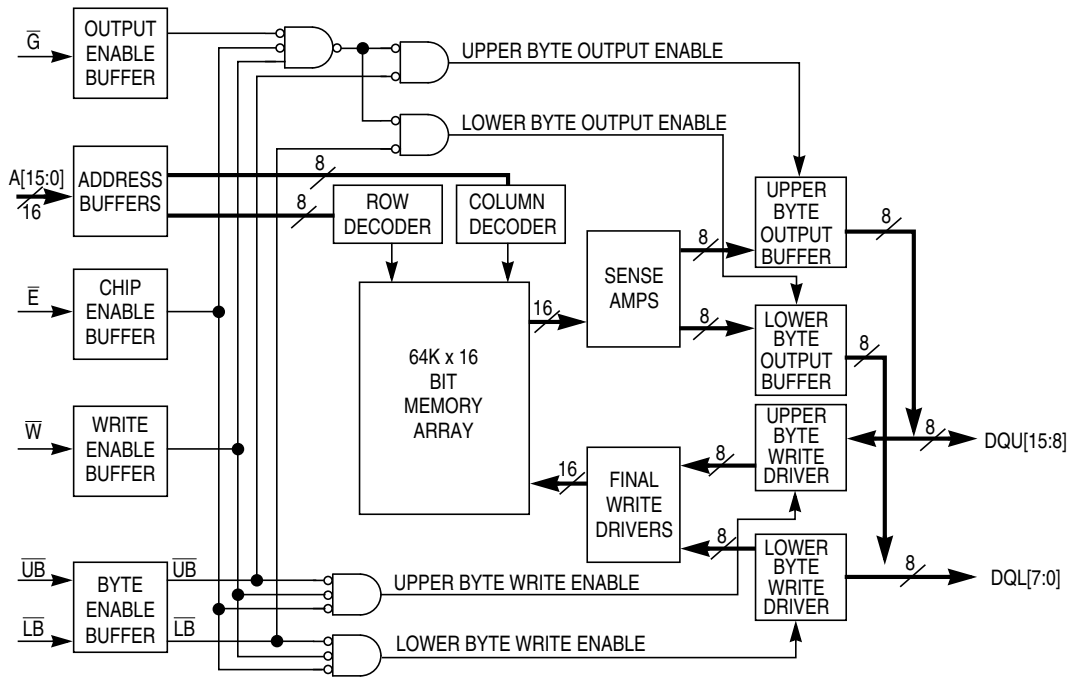 G̅
OUTPUT
ENABLE
BUFFER
UPPER BYTE OUTPUT ENABLE
LOWER BYTE OUTPUT ENABLE
A[15:0]
16
ADDRESS
BUFFERS
8
8
ROW
DECODER
COLUMN
DECODER
UPPER
BYTE
OUTPUT
BUFFER
8
E̅
CHIP
ENABLE
BUFFER
64K x 16
BIT
MEMORY
ARRAY
16
SENSE
AMPS
8
8
LOWER
BYTE
OUTPUT
BUFFER
8
W̅
WRITE
ENABLE
BUFFER
16
FINAL
WRITE
DRIVERS
8
8
UPPER
BYTE
WRITE
DRIVER
8
DQU[15:8]
LOWER
BYTE
WRITE
DRIVER
8
DQL[7:0]
U̅B̅
L̅B̅
BYTE
ENABLE
BUFFER
U̅B̅
L̅B̅
UPPER BYTE WRITE ENABLE
LOWER BYTE WRITE ENABLE